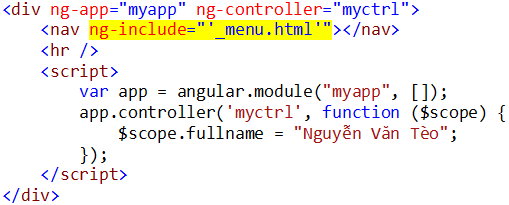 <div ng-app="myapp" ng-controller="myctrl">
<nav ng-include="'_menu.html'"></nav>
<hr />
<script>
var app = angular.module("myapp", []);
app.controller('myctrl', function ($scope) {
$scope.fullname = "Nguyễn Văn Tèo";
});
</script>
</div>